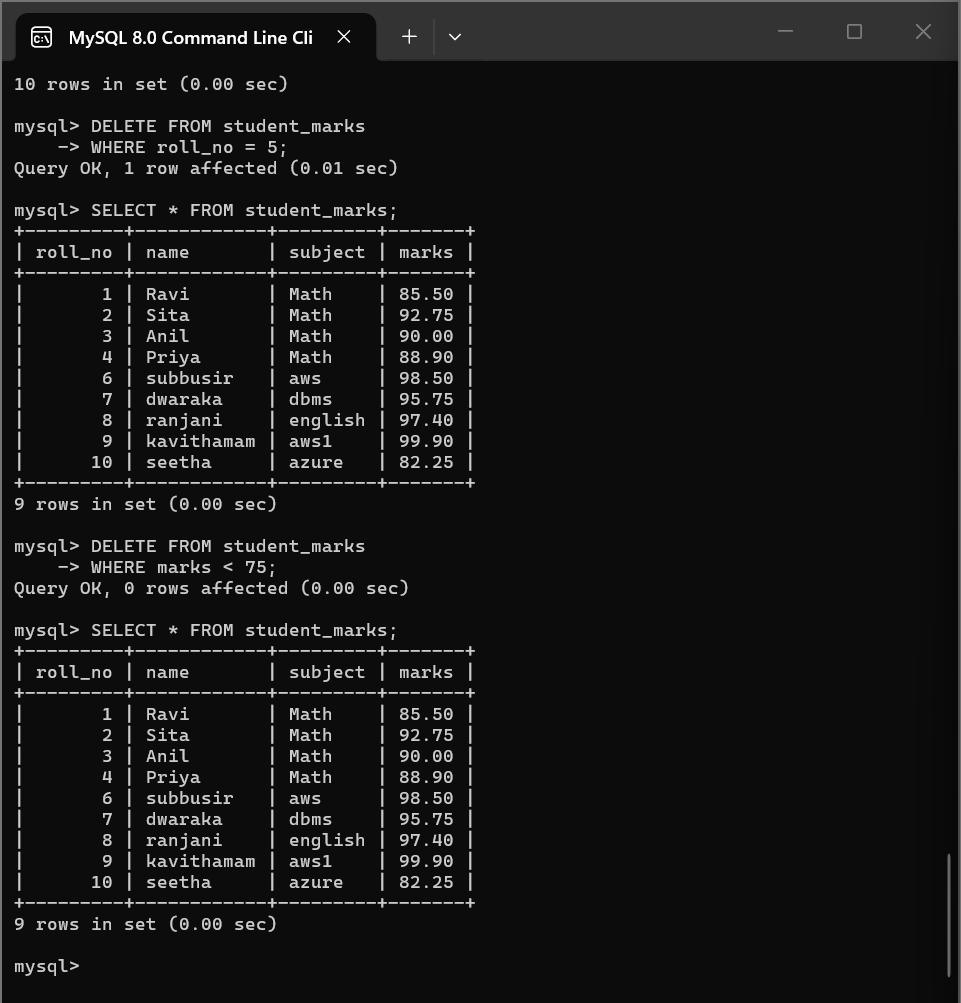 MySQL 8.0 Command Line Cli
10 rows in set (0.00 sec)
mysql> DELETE FROM student_marks
    -> WHERE roll_no = 5;
Query OK, 1 row affected (0.01 sec)
mysql> SELECT * FROM student_marks;
+---------+------------+---------+-------+
| roll_no | name       | subject | marks |
+---------+------------+---------+-------+
|       1 | Ravi       | Math    | 85.50 |
|       2 | Sita       | Math    | 92.75 |
|       3 | Anil       | Math    | 90.00 |
|       4 | Priya      | Math    | 88.90 |
|       6 | subbusir   | aws     | 98.50 |
|       7 | dwaraka    | dbms    | 95.75 |
|       8 | ranjani    | english | 97.40 |
|       9 | kavithamam | aws1    | 99.90 |
|      10 | seetha     | azure   | 82.25 |
+---------+------------+---------+-------+
9 rows in set (0.00 sec)
mysql> DELETE FROM student_marks
    -> WHERE marks < 75;
Query OK, 0 rows affected (0.00 sec)
mysql> SELECT * FROM student_marks;
+---------+------------+---------+-------+
| roll_no | name       | subject | marks |
+---------+------------+---------+-------+
|       1 | Ravi       | Math    | 85.50 |
|       2 | Sita       | Math    | 92.75 |
|       3 | Anil       | Math    | 90.00 |
|       4 | Priya      | Math    | 88.90 |
|       6 | subbusir   | aws     | 98.50 |
|       7 | dwaraka    | dbms    | 95.75 |
|       8 | ranjani    | english | 97.40 |
|       9 | kavithamam | aws1    | 99.90 |
|      10 | seetha     | azure   | 82.25 |
+---------+------------+---------+-------+
9 rows in set (0.00 sec)
mysql>